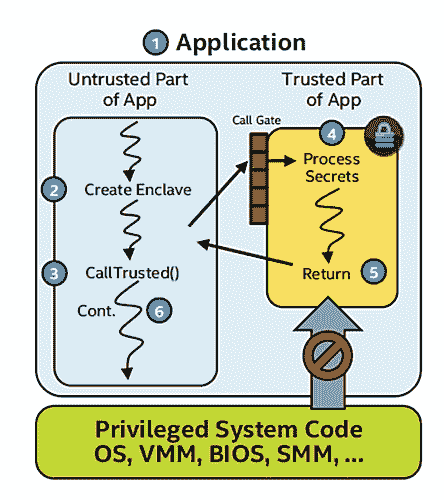 1 Application
Untrusted Part
of App
Trusted Part
of App
Call Gate
4
Process
Secrets
2
Create Enclave
3
CallTrusted()
Return 5
Cont. 6
Privileged System Code
OS, VMM, BIOS, SMM, ...